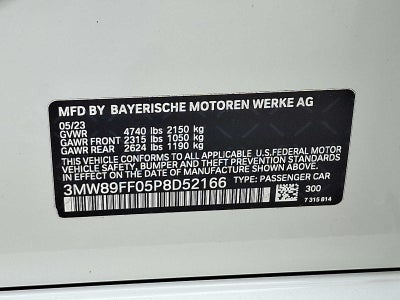 MFD BY BAYERISCHE MOTOREN WERKE AG
05/23
GVWR 4740 lbs 2150 kg
GAWR FRONT 2315 lbs 1050 kg
GAWR REAR 2624 lbs 1190 kg
THIS VEHICLE CONFORMS TO ALL APPLICABLE U.S. FEDERAL MOTOR
VEHICLE SAFETY, BUMPER AND THEFT PREVENTION STANDARDS
IN EFFECT ON THE DATE OF MANUFACTURE SHOWN ABOVE.
3MW89FF05P8D52166 TYPE: PASSENGER CAR
300
7 315 814